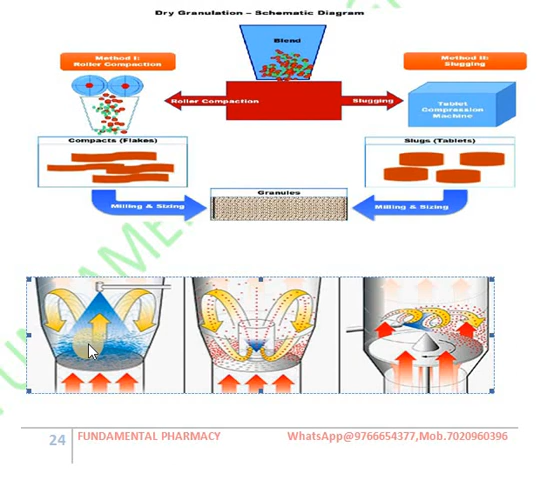 Dry Granulation – Schematic Diagram
Blend
Method I:
Roller Compaction
Method II:
Slugging
Roller Compaction
Slugging
Tablet
Compression
Machine
Compacts (Flakes)
Slugs (Tablets)
Granules
Milling & Sizing
Milling & Sizing
24
FUNDAMENTAL PHARMACY
WhatsApp@9766654377,Mob.7020960396